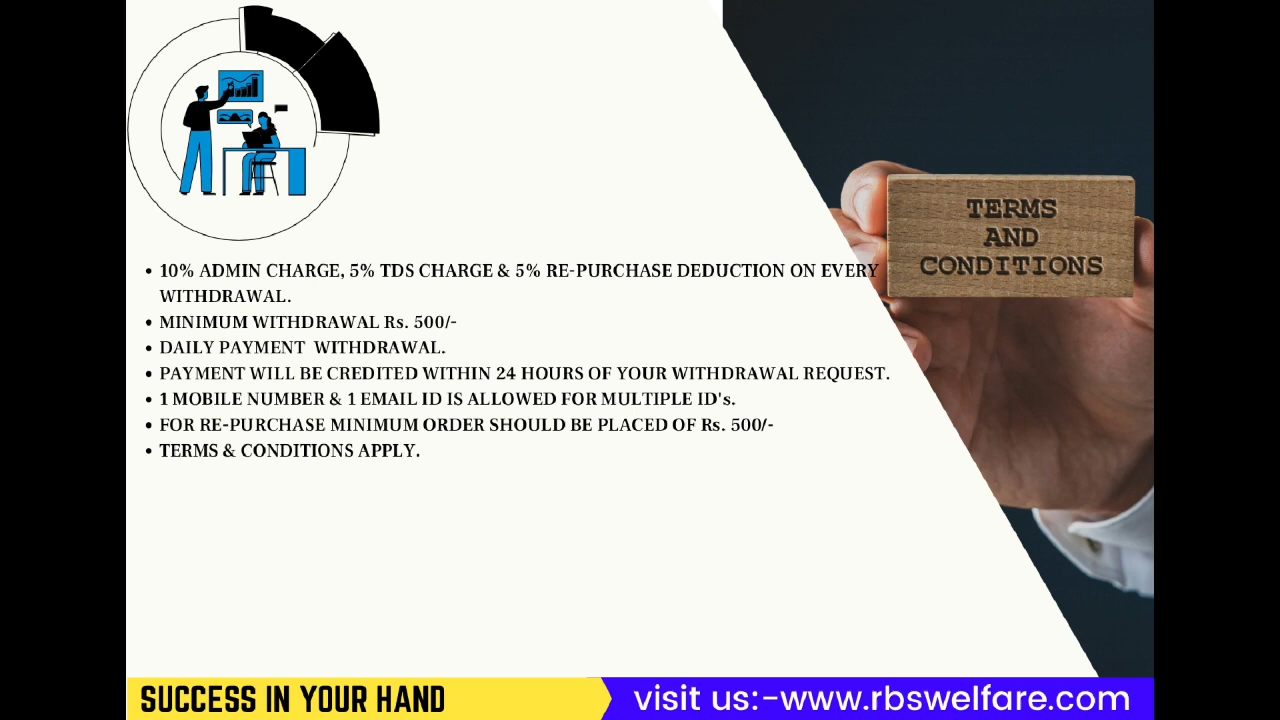 TERMS
AND
CONDITIONS
• 10% ADMIN CHARGE, 5% TDS CHARGE & 5% RE-PURCHASE DEDUCTION ON EVERY
WITHDRAWAL.
• MINIMUM WITHDRAWAL Rs. 500/-
• DAILY PAYMENT  WITHDRAWAL.
• PAYMENT WILL BE CREDITED WITHIN 24 HOURS OF YOUR WITHDRAWAL REQUEST.
• 1 MOBILE NUMBER & 1 EMAIL ID IS ALLOWED FOR MULTIPLE ID's.
• FOR RE-PURCHASE MINIMUM ORDER SHOULD BE PLACED OF Rs. 500/-
• TERMS & CONDITIONS APPLY.
SUCCESS IN YOUR HAND
visit us:-www.rbswelfare.com